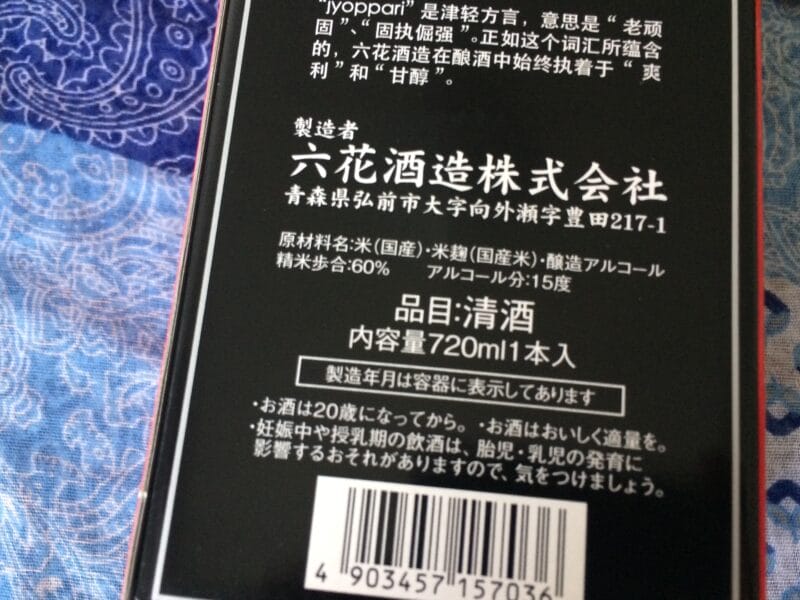 “jyoppari”是津轻方言，意思是“老顽
固”、“固执倔强”。正如这个词汇所蕴含
的，六花酒造在酿酒中始终执着于“爽
利”和“甘醇”。
製造者
六花酒造株式会社
青森県弘前市大字向外瀬字豊田217-1
原材料名:米(国産)・米麹(国産米)・醸造アルコール
精米歩合:60%　アルコール分:15度
品目:清酒
内容量720ml1本入
製造年月は容器に表示してあります
・お酒は20歳になってから。・お酒はおいしく適量を。
・妊娠中や授乳期の飲酒は、胎児・乳児の発育に
影響するおそれがありますので、気をつけましょう。
4 903457 157036